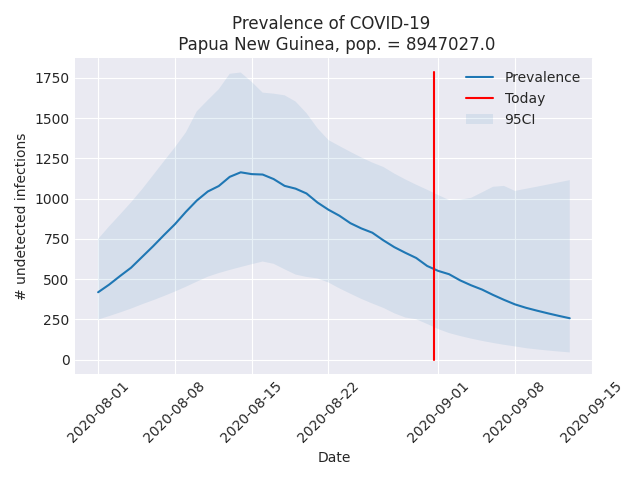 Prevalence of COVID-19
Papua New Guinea, pop. = 8947027.0
Prevalence
Today
95CI
1750
1500
1250
1000
750
500
250
0
# undetected infections
2020-08-01
2020-08-08
2020-08-15
2020-08-22
2020-09-01
2020-09-08
2020-09-15
Date